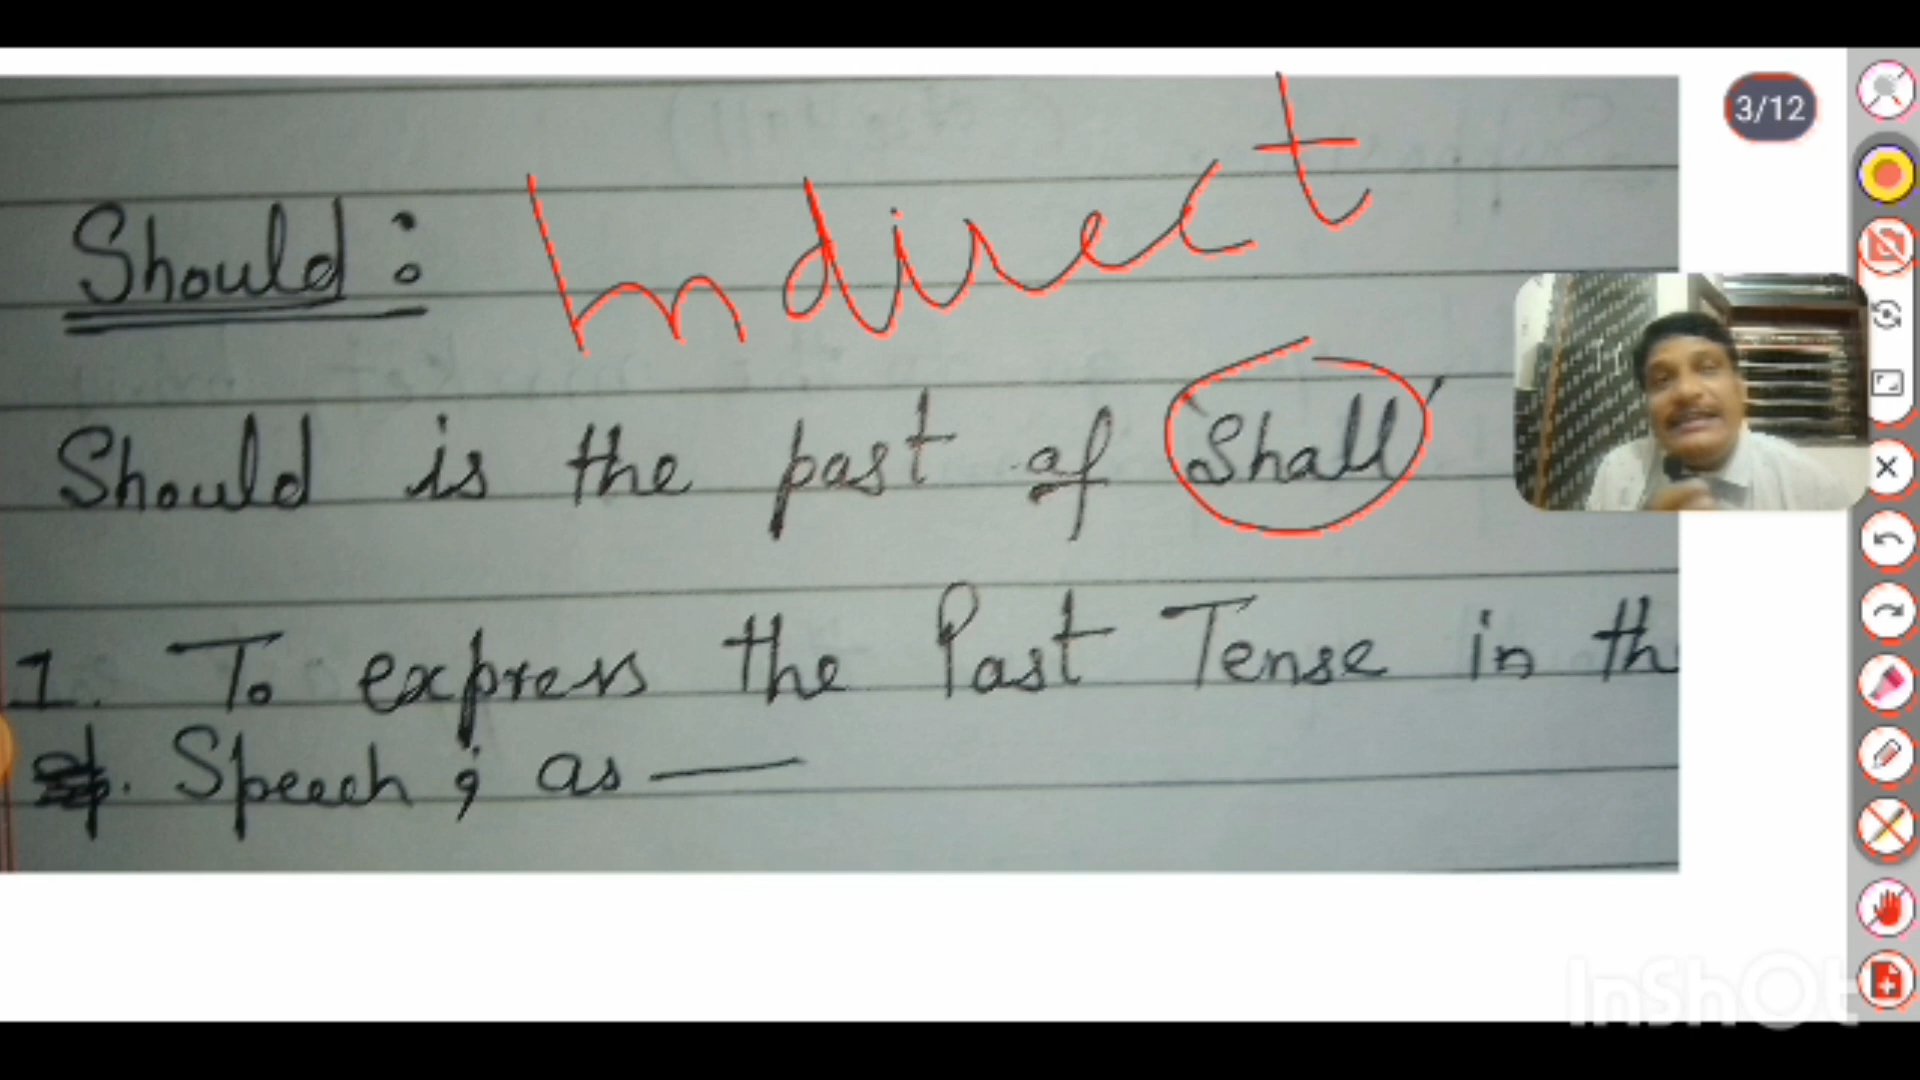 Should : Indirect
Should is the past of 'Shall'
1. To express the Past Tense in th
Speech ; as —
3/12
InShOt